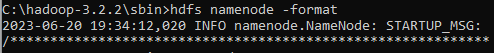 C:\hadoop-3.2.2\sbin>hdfs namenode -format
2023-06-20 19:34:12,020 INFO namenode.NameNode: STARTUP_MSG:
/************************************************************